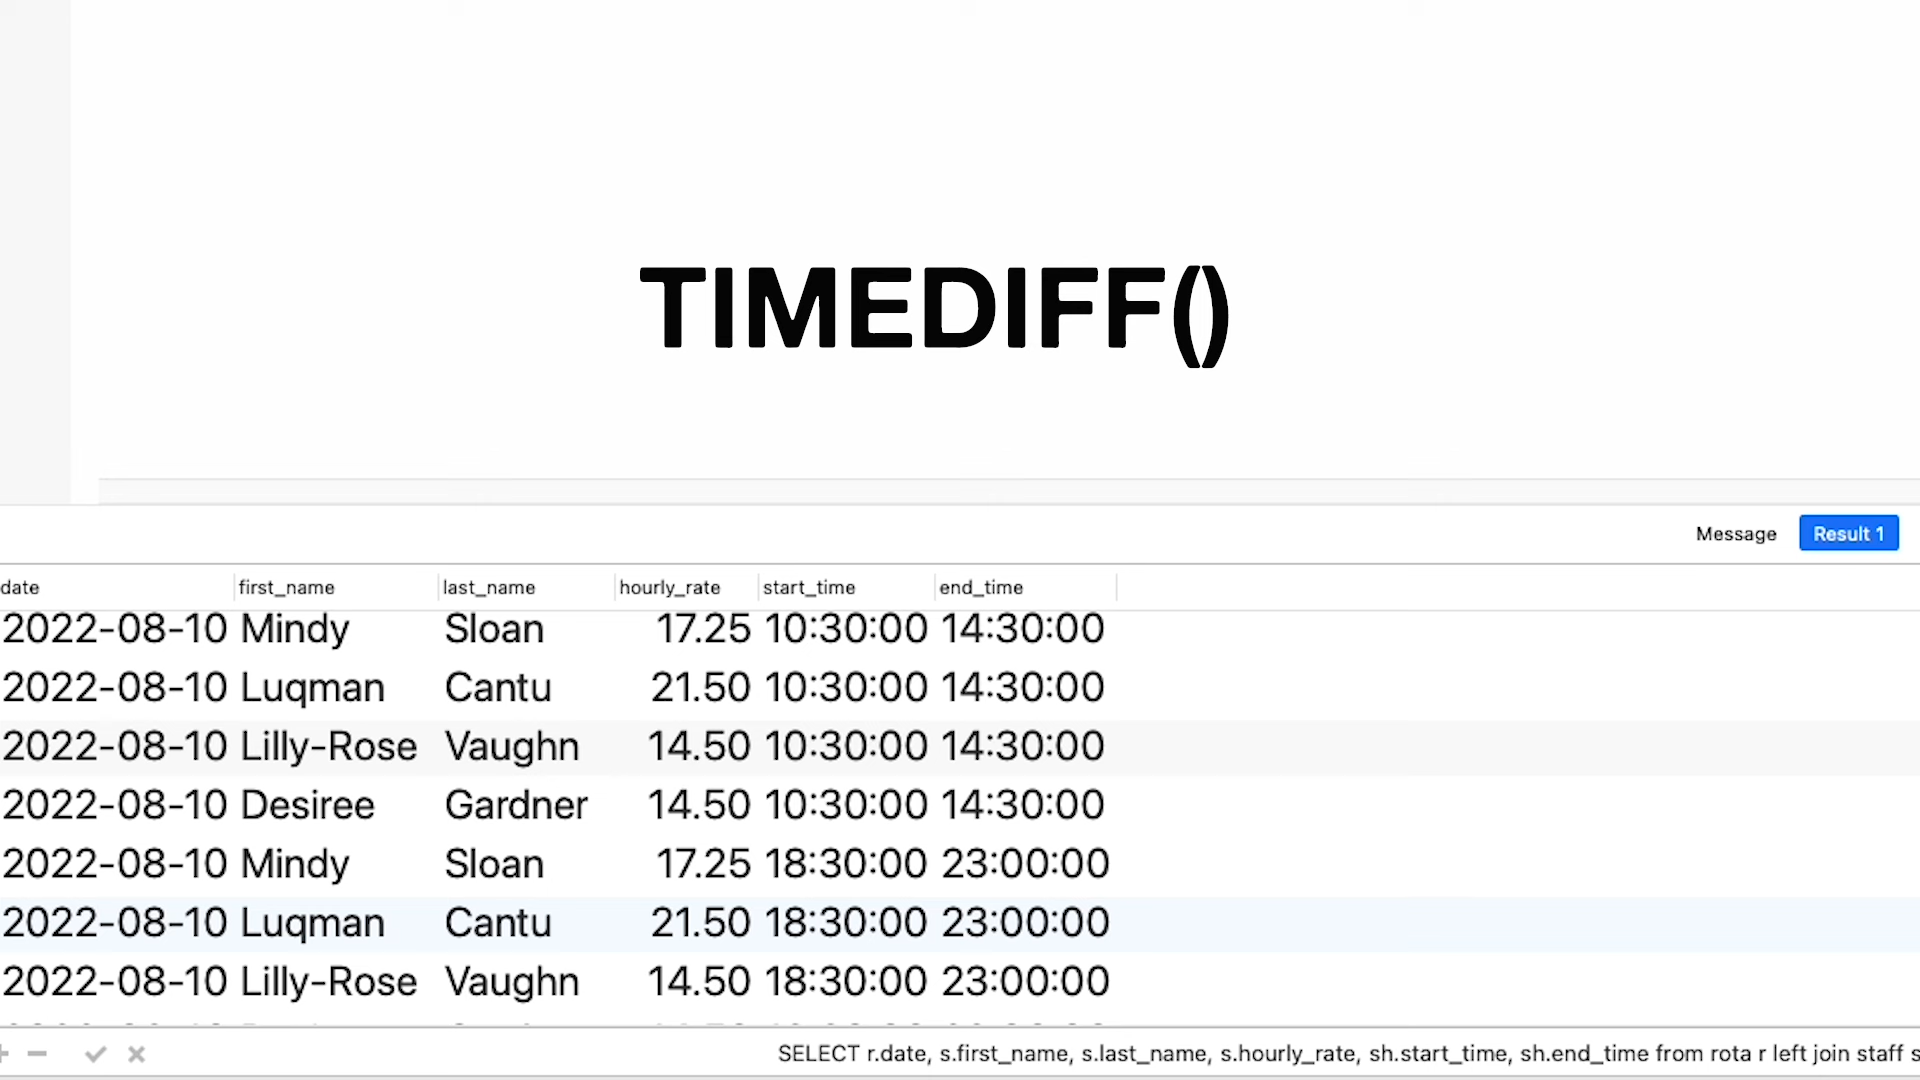 TIMEDIFF()
Message Result 1
date first_name last_name hourly_rate start_time end_time
2022-08-10 Mindy Sloan 17.25 10:30:00 14:30:00
2022-08-10 Luqman Cantu 21.50 10:30:00 14:30:00
2022-08-10 Lilly-Rose Vaughn 14.50 10:30:00 14:30:00
2022-08-10 Desiree Gardner 14.50 10:30:00 14:30:00
2022-08-10 Mindy Sloan 17.25 18:30:00 23:00:00
2022-08-10 Luqman Cantu 21.50 18:30:00 23:00:00
2022-08-10 Lilly-Rose Vaughn 14.50 18:30:00 23:00:00
SELECT r.date, s.first_name, s.last_name, s.hourly_rate, sh.start_time, sh.end_time from rota r left join staff s